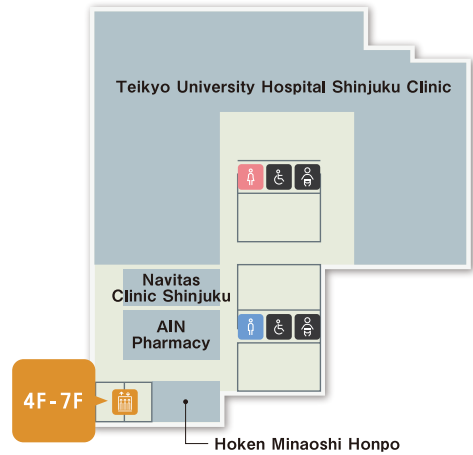 Teikyo University Hospital Shinjuku Clinic
Navitas
Clinic Shinjuku
AIN
Pharmacy
4F-7F
Hoken Minaoshi Honpo